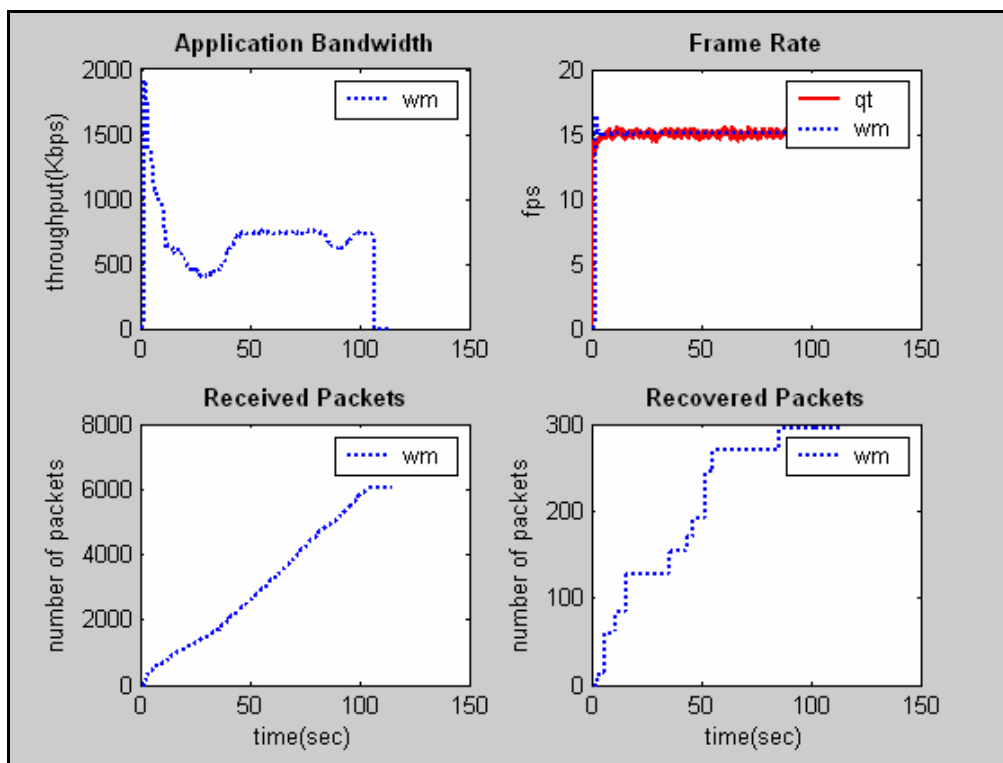 Application Bandwidth
throughput(Kbps)
2000
1500
1000
500
0
0 50 100 150
wm
Frame Rate
fps
20
15
10
5
0
0 50 100 150
qt
wm
Received Packets
number of packets
8000
6000
4000
2000
0
0 50 100 150
time(sec)
wm
Recovered Packets
number of packets
300
200
100
0
0 50 100 150
time(sec)
wm